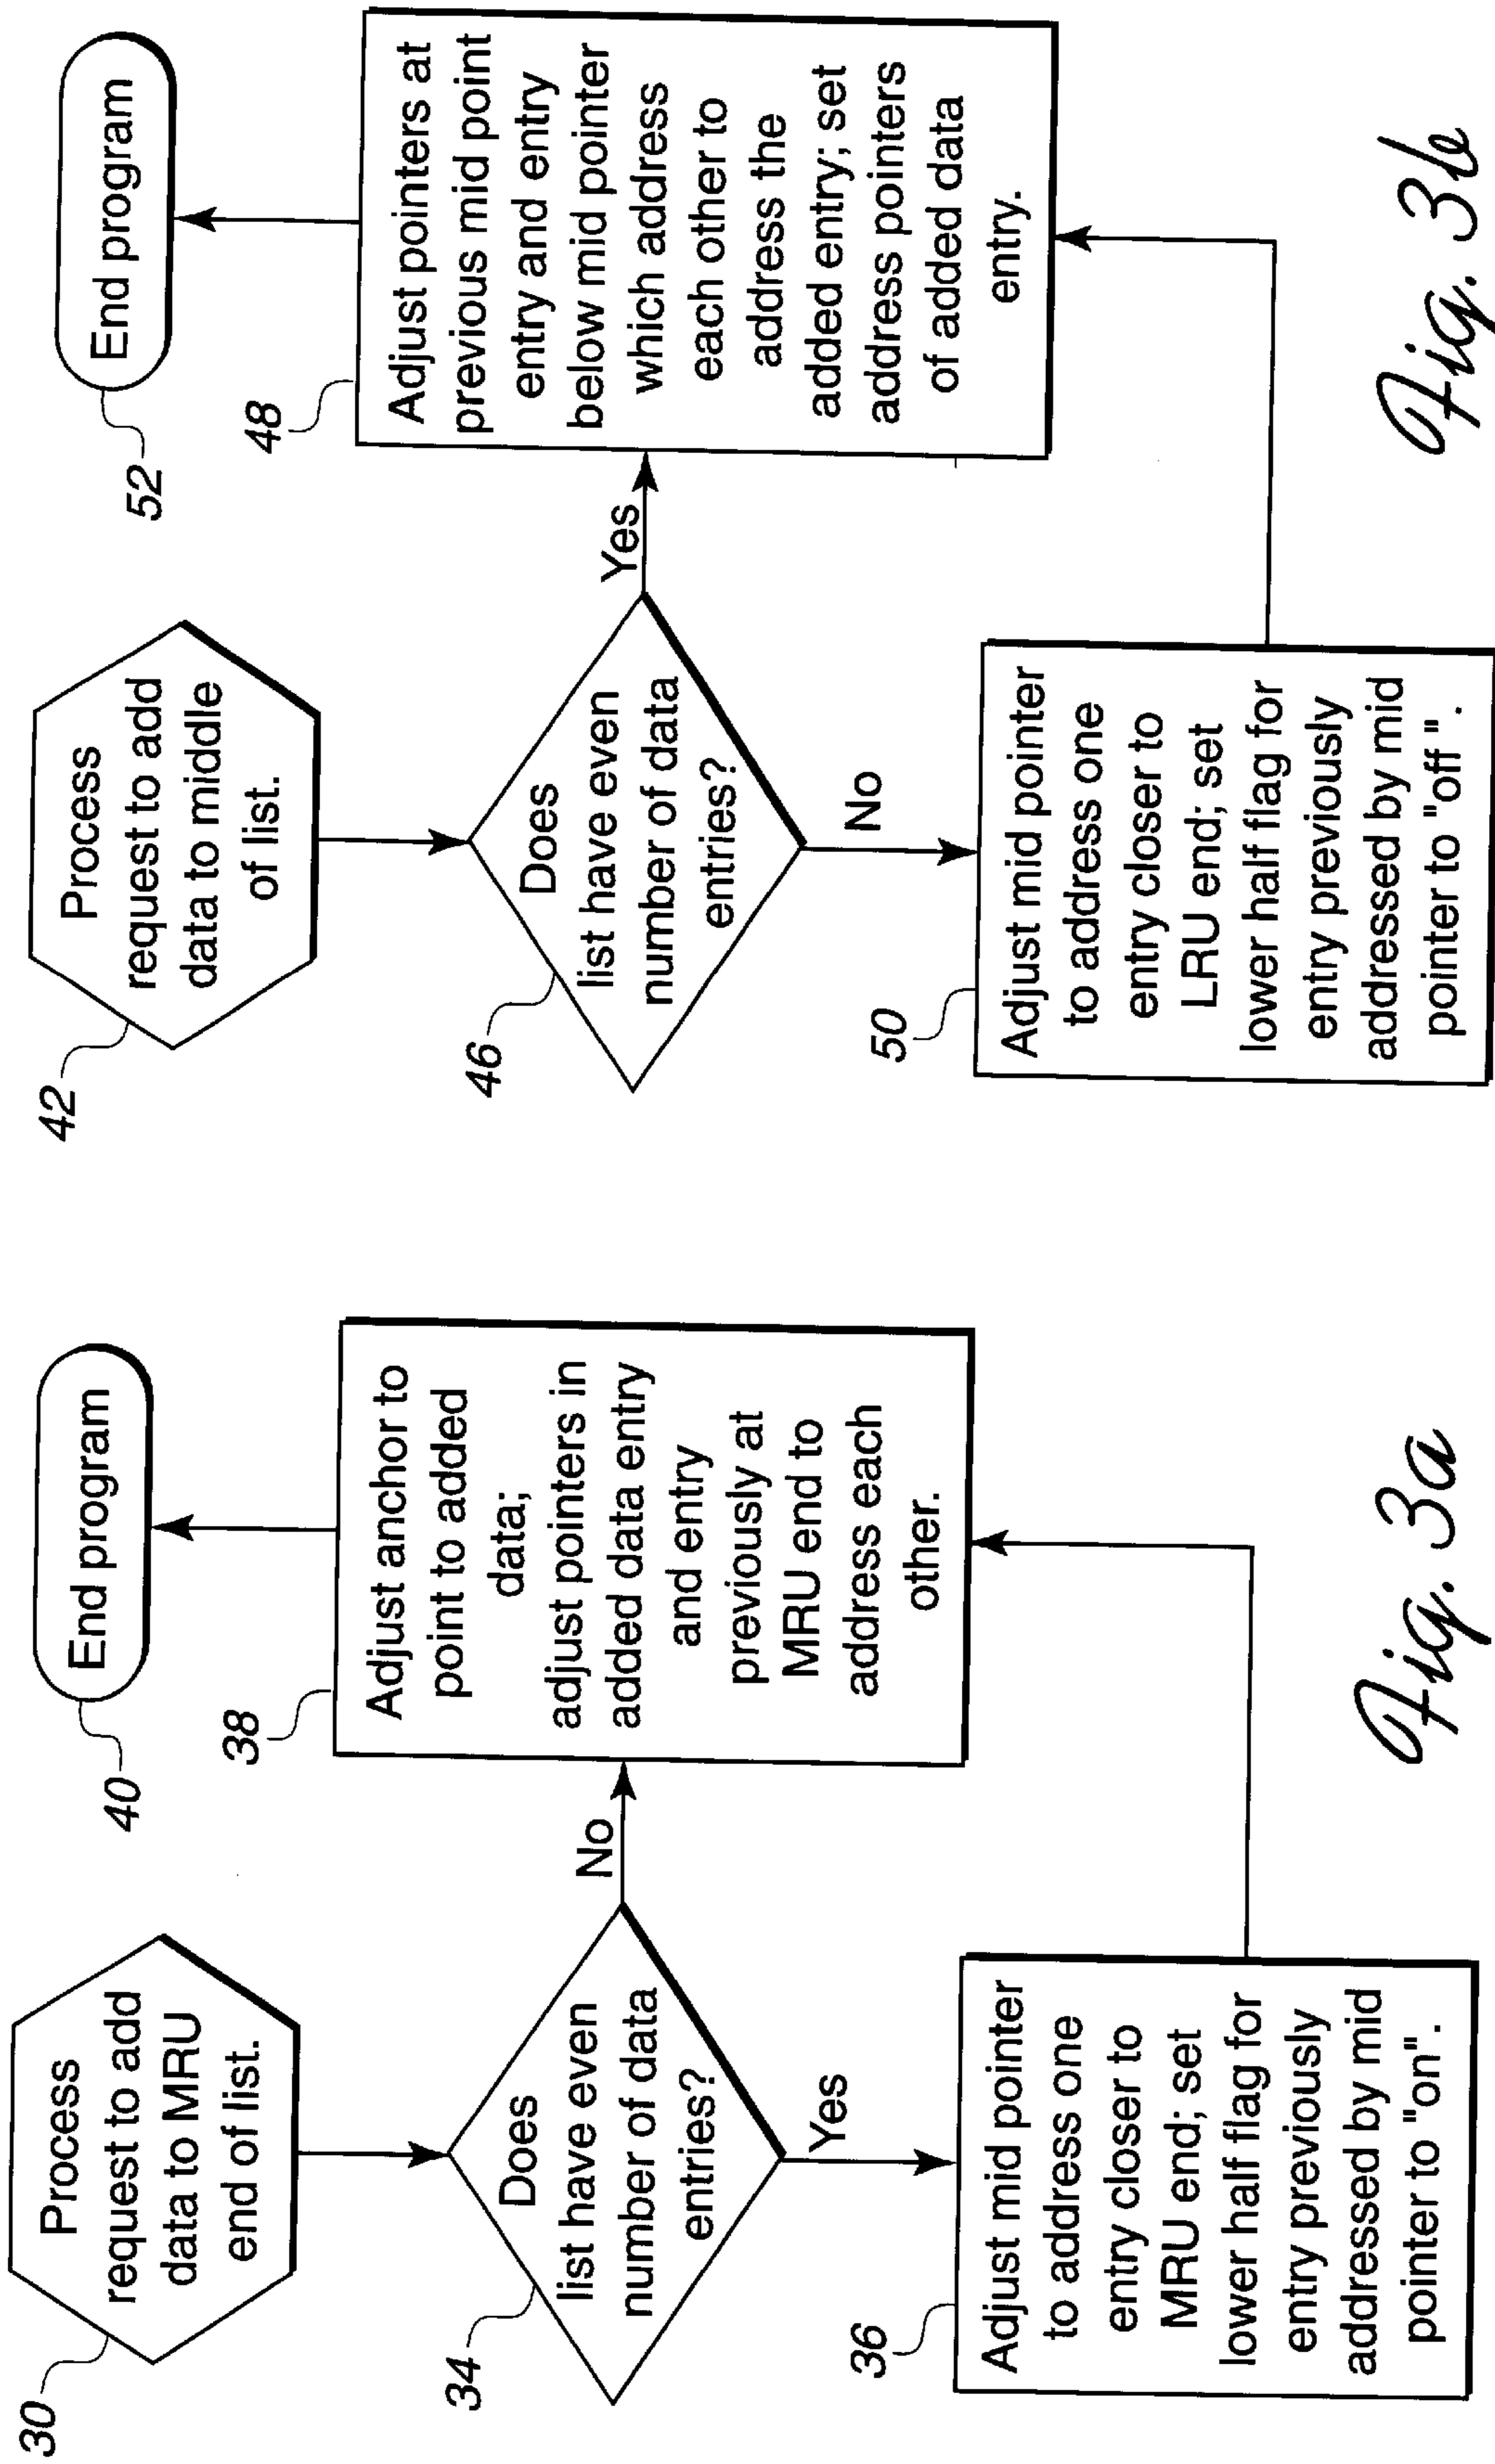 30
Process
request to add
data to MRU
end of list.
34
Does
list have even
number of data
entries?
No
Yes
36
Adjust mid pointer
to address one
entry closer to
MRU end; set
lower half flag for
entry previously
addressed by mid
pointer to "on".
38
Adjust anchor to
point to added
data;
adjust pointers in
added data entry
and entry
previously at
MRU end to
address each
other.
40
End program
Fig. 3a
42
Process
request to add
data to middle
of list.
46
Does
list have even
number of data
entries?
Yes
No
50
Adjust mid pointer
to address one
entry closer to
LRU end; set
lower half flag for
entry previously
addressed by mid
pointer to "off".
48
Adjust pointers at
previous mid point
entry and entry
below mid pointer
which address
each other to
address the
added entry; set
address pointers
of added data
entry.
52
End program
Fig. 3b